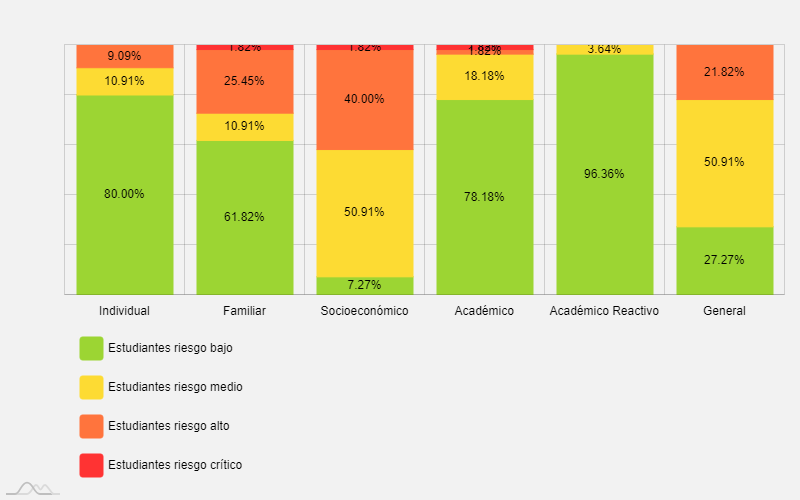 9.09% 1.82% 1.82% 1.82% 3.64%
10.91% 25.45% 40.00% 18.18% 21.82%
80.00% 10.91% 50.91% 78.18% 96.36% 50.91%
61.82% 7.27% 27.27%
Individual Familiar Socioeconómico Académico Académico Reactivo General
Estudiantes riesgo bajo
Estudiantes riesgo medio
Estudiantes riesgo alto
Estudiantes riesgo crítico